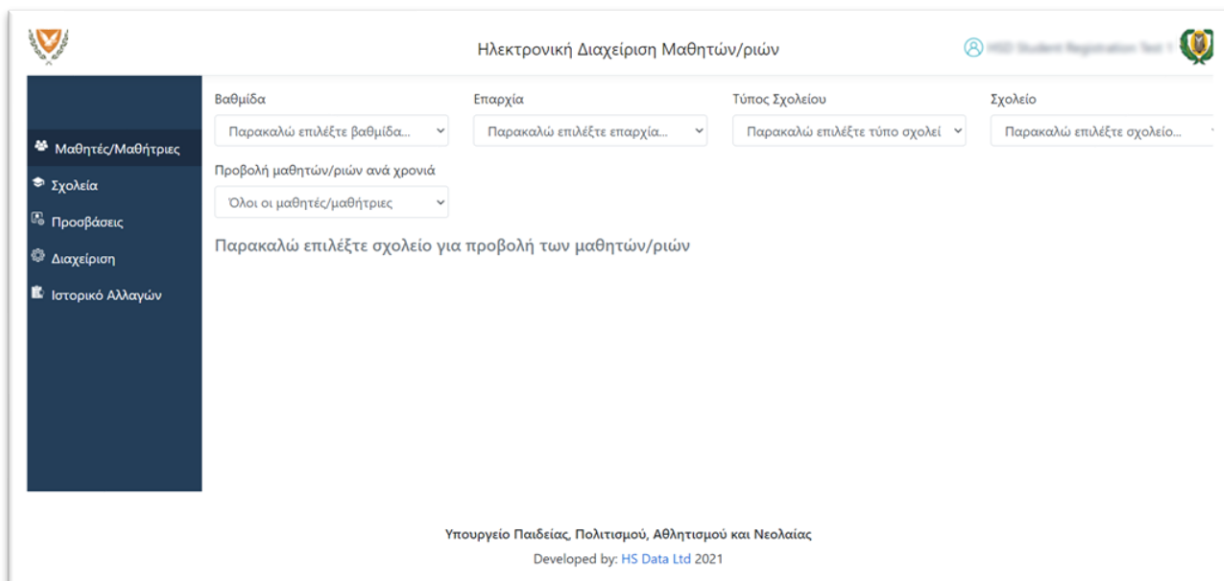 Ηλεκτρονική Διαχείριση Μαθητών/ριών
Μαθητές/Μαθήτριες
Σχολεία
Προσβάσεις
Διαχείριση
Ιστορικό Αλλαγών
Βαθμίδα Επαρχία Τύπος Σχολείου Σχολείο
Παρακαλώ επιλέξτε βαθμίδα... Παρακαλώ επιλέξτε επαρχία... Παρακαλώ επιλέξτε τύπο σχολεί Παρακαλώ επιλέξτε σχολείο...
Προβολή μαθητών/ριών ανά χρονιά
Όλοι οι μαθητές/μαθήτριες
Παρακαλώ επιλέξτε σχολείο για προβολή των μαθητών/ριών
Υπουργείο Παιδείας, Πολιτισμού, Αθλητισμού και Νεολαίας
Developed by: HS Data Ltd 2021